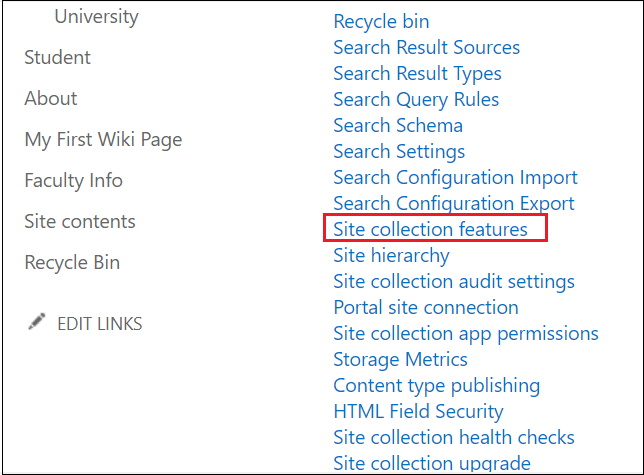 University
Student
About
My First Wiki Page
Faculty Info
Site contents
Recycle Bin
EDIT LINKS
Recycle bin
Search Result Sources
Search Result Types
Search Query Rules
Search Schema
Search Settings
Search Configuration Import
Search Configuration Export
Site collection features
Site hierarchy
Site collection audit settings
Portal site connection
Site collection app permissions
Storage Metrics
Content type publishing
HTML Field Security
Site collection health checks
Site collection upgrade